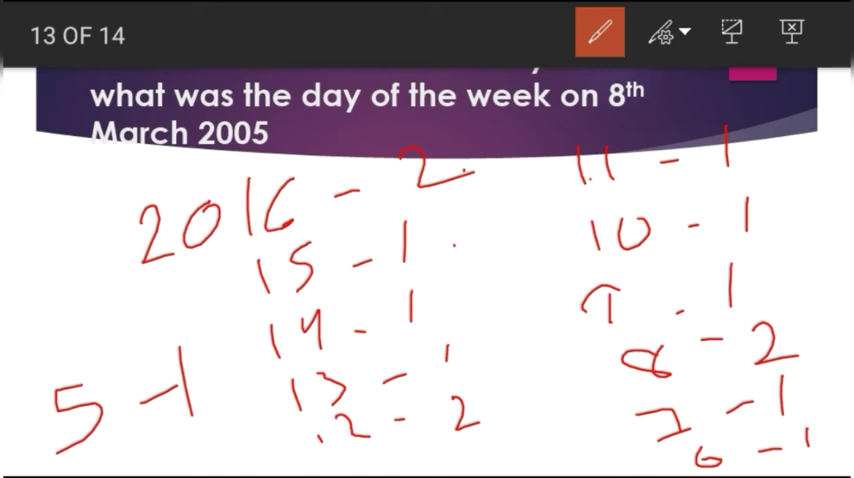 13 OF 14
what was the day of the week on 8th
March 2005
2016 - 2
15 - 1
14 - 1
13 - 1
12 - 2
5 - 1
11 - 1
10 - 1
9 - 1
8 - 2
7 - 1
6 - 1